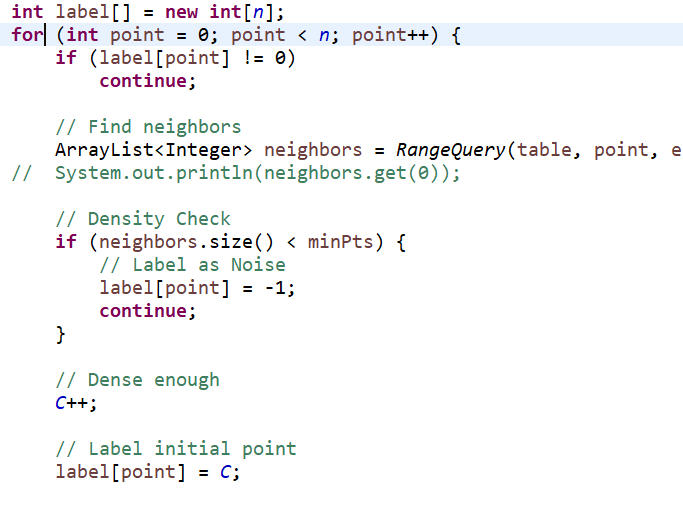 int label[] = new int[n];
for (int point = 0; point < n; point++) {
    if (label[point] != 0)
        continue;

    // Find neighbors
    ArrayList<Integer> neighbors = RangeQuery(table, point, e
//  System.out.println(neighbors.get(0));

    // Density Check
    if (neighbors.size() < minPts) {
        // Label as Noise
        label[point] = -1;
        continue;
    }

    // Dense enough
    C++;

    // Label initial point
    label[point] = C;